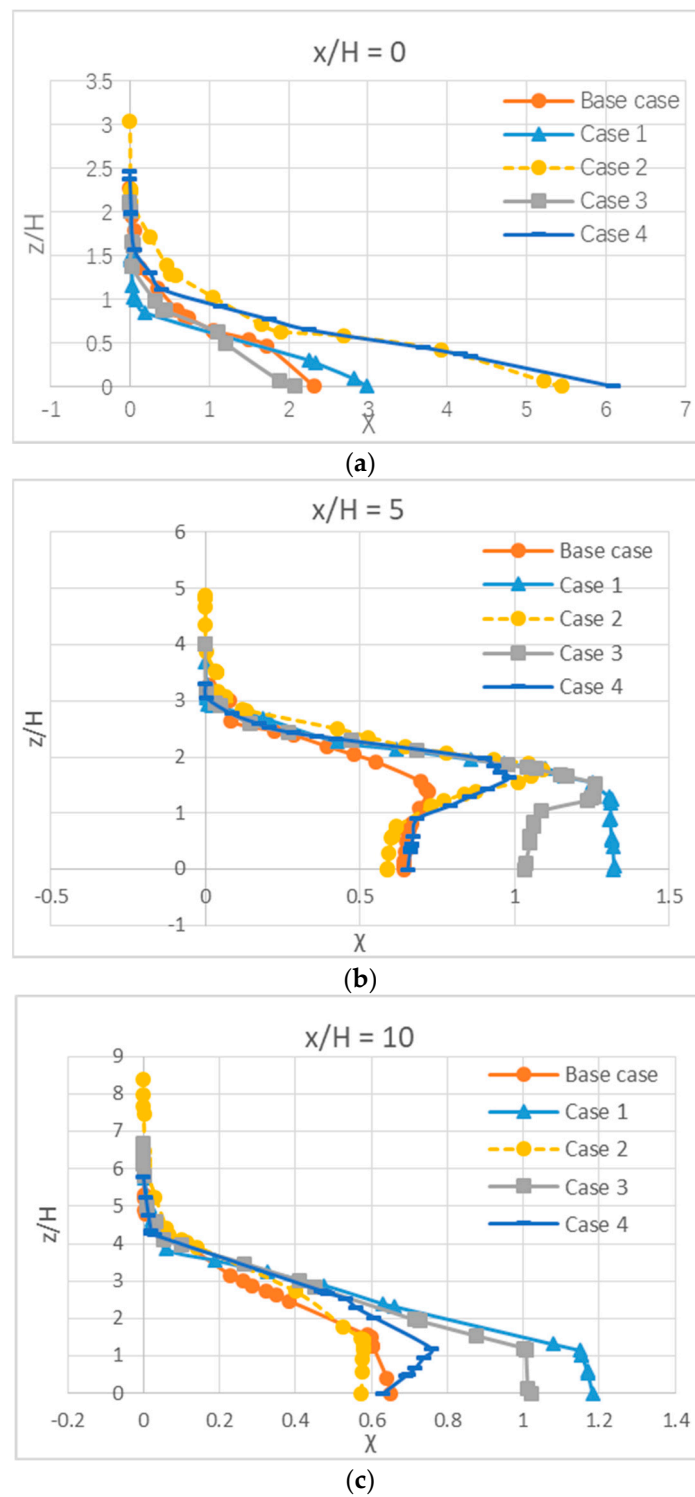 x/H = 0
3.5
3
2.5
2
1.5
1
0.5
0
z/H
Base case
Case 1
Case 2
Case 3
Case 4
-1 0 1 2 3 4 5 6 7
X
(a)
x/H = 5
6
5
4
3
2
1
0
-1
z/H
Base case
Case 1
Case 2
Case 3
Case 4
-0.5 0 0.5 1 1.5
χ
(b)
x/H = 10
9
8
7
6
5
4
3
2
1
0
z/H
Base case
Case 1
Case 2
Case 3
Case 4
-0.2 0 0.2 0.4 0.6 0.8 1 1.2 1.4
χ
(c)